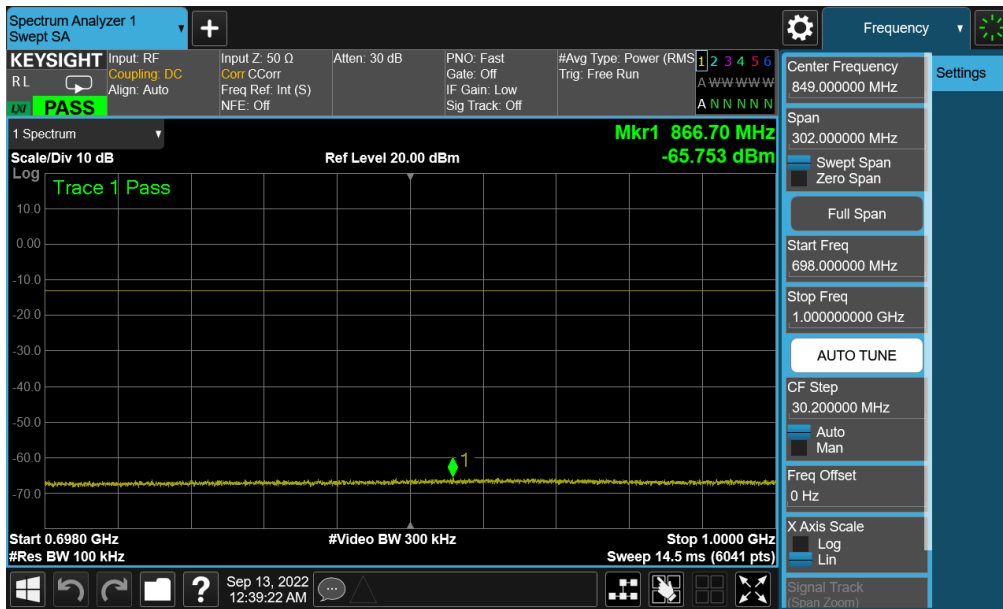 Spectrum Analyzer 1
Swept SA
Frequency
KEYSIGHT
R L
LXI
PASS
Input: RF
Coupling: DC
Align: Auto
Input Z: 50 Ω
Corr CCorr
Freq Ref: Int (S)
NFE: Off
Atten: 30 dB
PNO: Fast
Gate: Off
IF Gain: Low
Sig Track: Off
#Avg Type: Power (RMS
Trig: Free Run
1 2 3 4 5 6
A W W W W W
A N N N N N
1 Spectrum
Mkr1 866.70 MHz
Scale/Div 10 dB
Ref Level 20.00 dBm
-65.753 dBm
Log
Trace 1 Pass
10.0
0.00
-10.0
-20.0
-30.0
-40.0
-50.0
-60.0
-70.0
1
Start 0.6980 GHz
#Video BW 300 kHz
Stop 1.0000 GHz
#Res BW 100 kHz
Sweep 14.5 ms (6041 pts)
?
Sep 13, 2022
12:39:22 AM
Center Frequency
849.000000 MHz
Settings
Span
302.000000 MHz
Swept Span
Zero Span
Full Span
Start Freq
698.000000 MHz
Stop Freq
1.000000000 GHz
AUTO TUNE
CF Step
30.200000 MHz
Auto
Man
Freq Offset
0 Hz
X Axis Scale
Log
Lin
Signal Track
(Span Zoom)